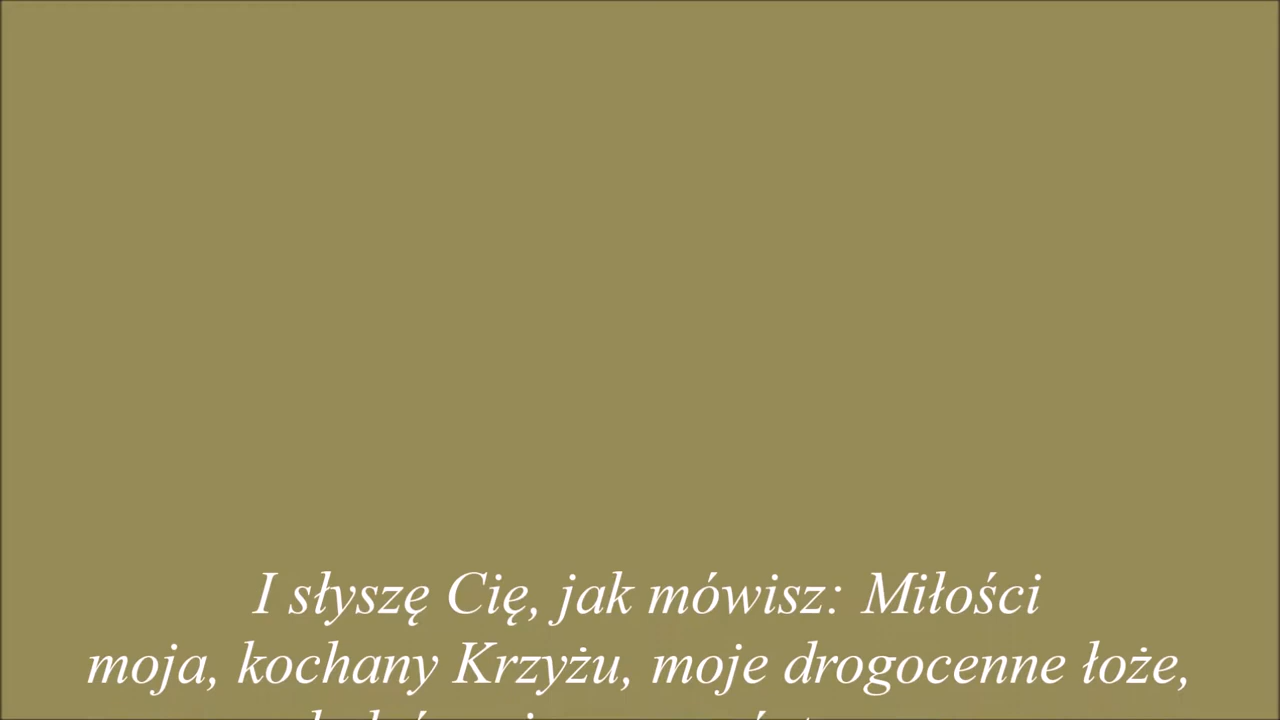 I słyszę Cię, jak mówisz: Miłości
moja, kochany Krzyżu, moje drogocenne łoże,